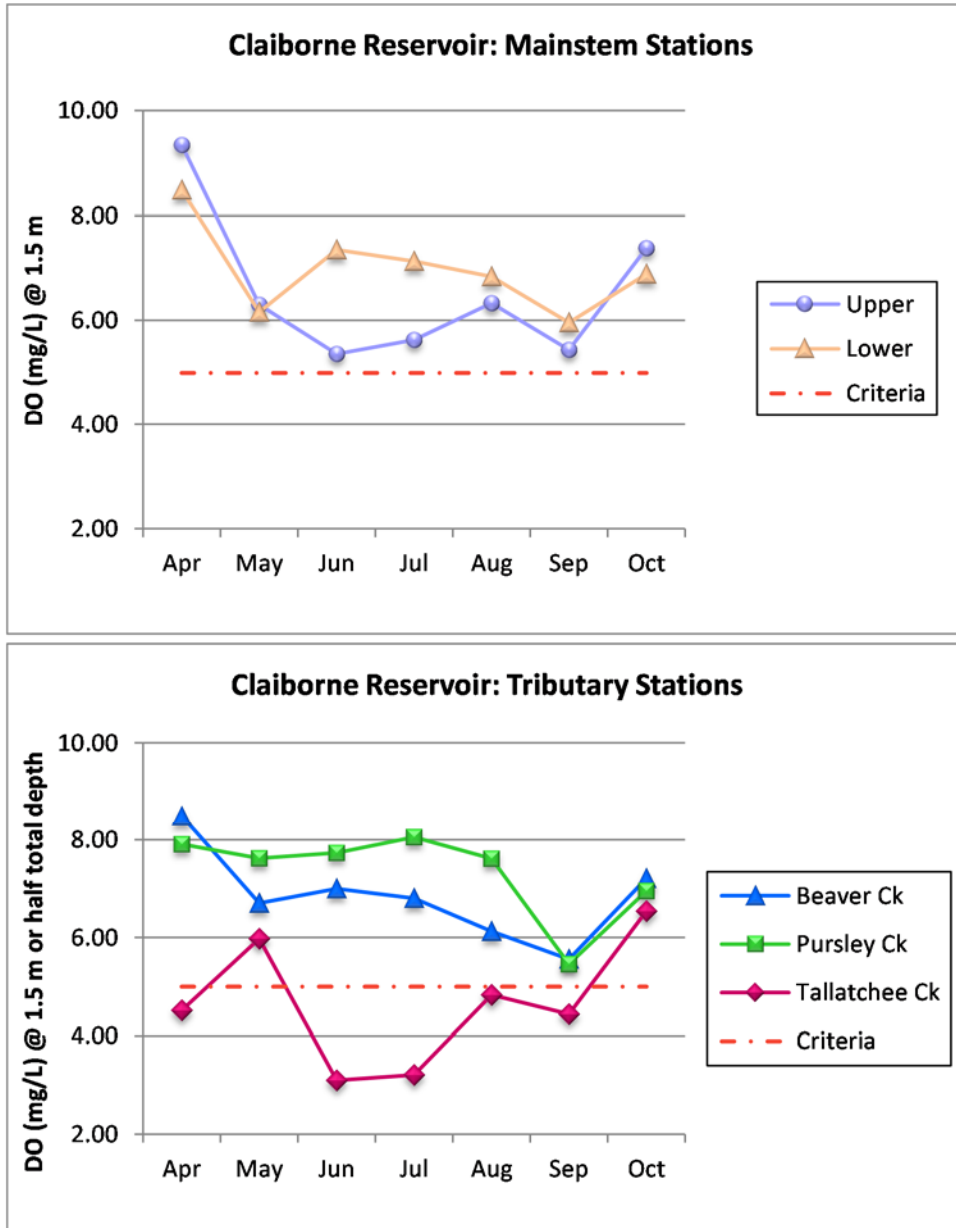 Claiborne Reservoir: Mainstem Stations
DO (mg/L) @ 1.5 m
10.00
8.00
6.00
4.00
2.00
Apr May Jun Jul Aug Sep Oct
Upper
Lower
Criteria
Claiborne Reservoir: Tributary Stations
DO (mg/L) @ 1.5 m or half total depth
10.00
8.00
6.00
4.00
2.00
Apr May Jun Jul Aug Sep Oct
Beaver Ck
Pursley Ck
Tallatchee Ck
Criteria